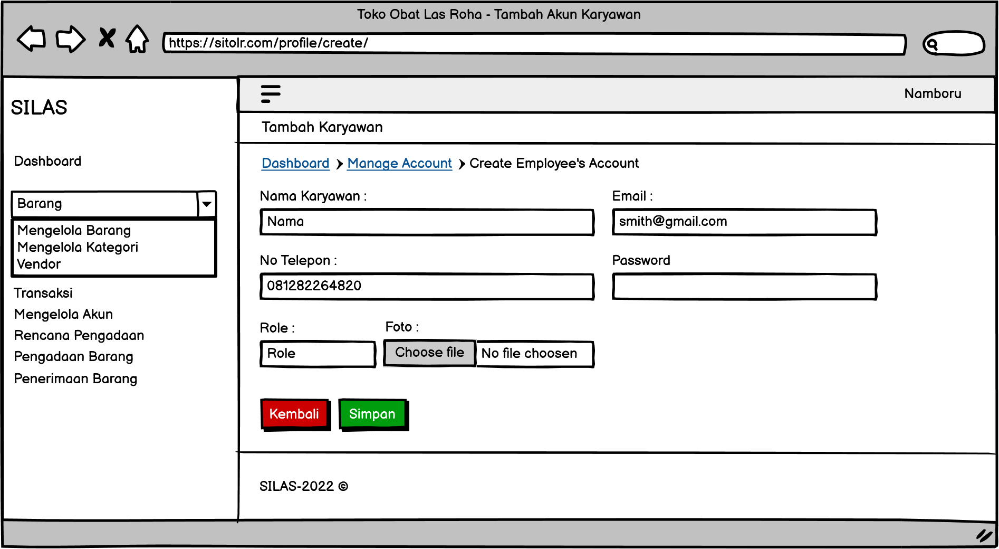 Toko Obat Las Roha - Tambah Akun Karyawan
https://sitolr.com/profile/create/
SILAS
Dashboard
Barang
Mengelola Barang
Mengelola Kategori
Vendor
Transaksi
Mengelola Akun
Rencana Pengadaan
Pengadaan Barang
Penerimaan Barang
Namboru
Tambah Karyawan
Dashboard > Manage Account > Create Employee's Account
Nama Karyawan :
Nama
Email :
smith@gmail.com
No Telepon :
081282264820
Password
Role :
Role
Foto :
Choose file
No file choosen
Kembali
Simpan
SILAS-2022 ©